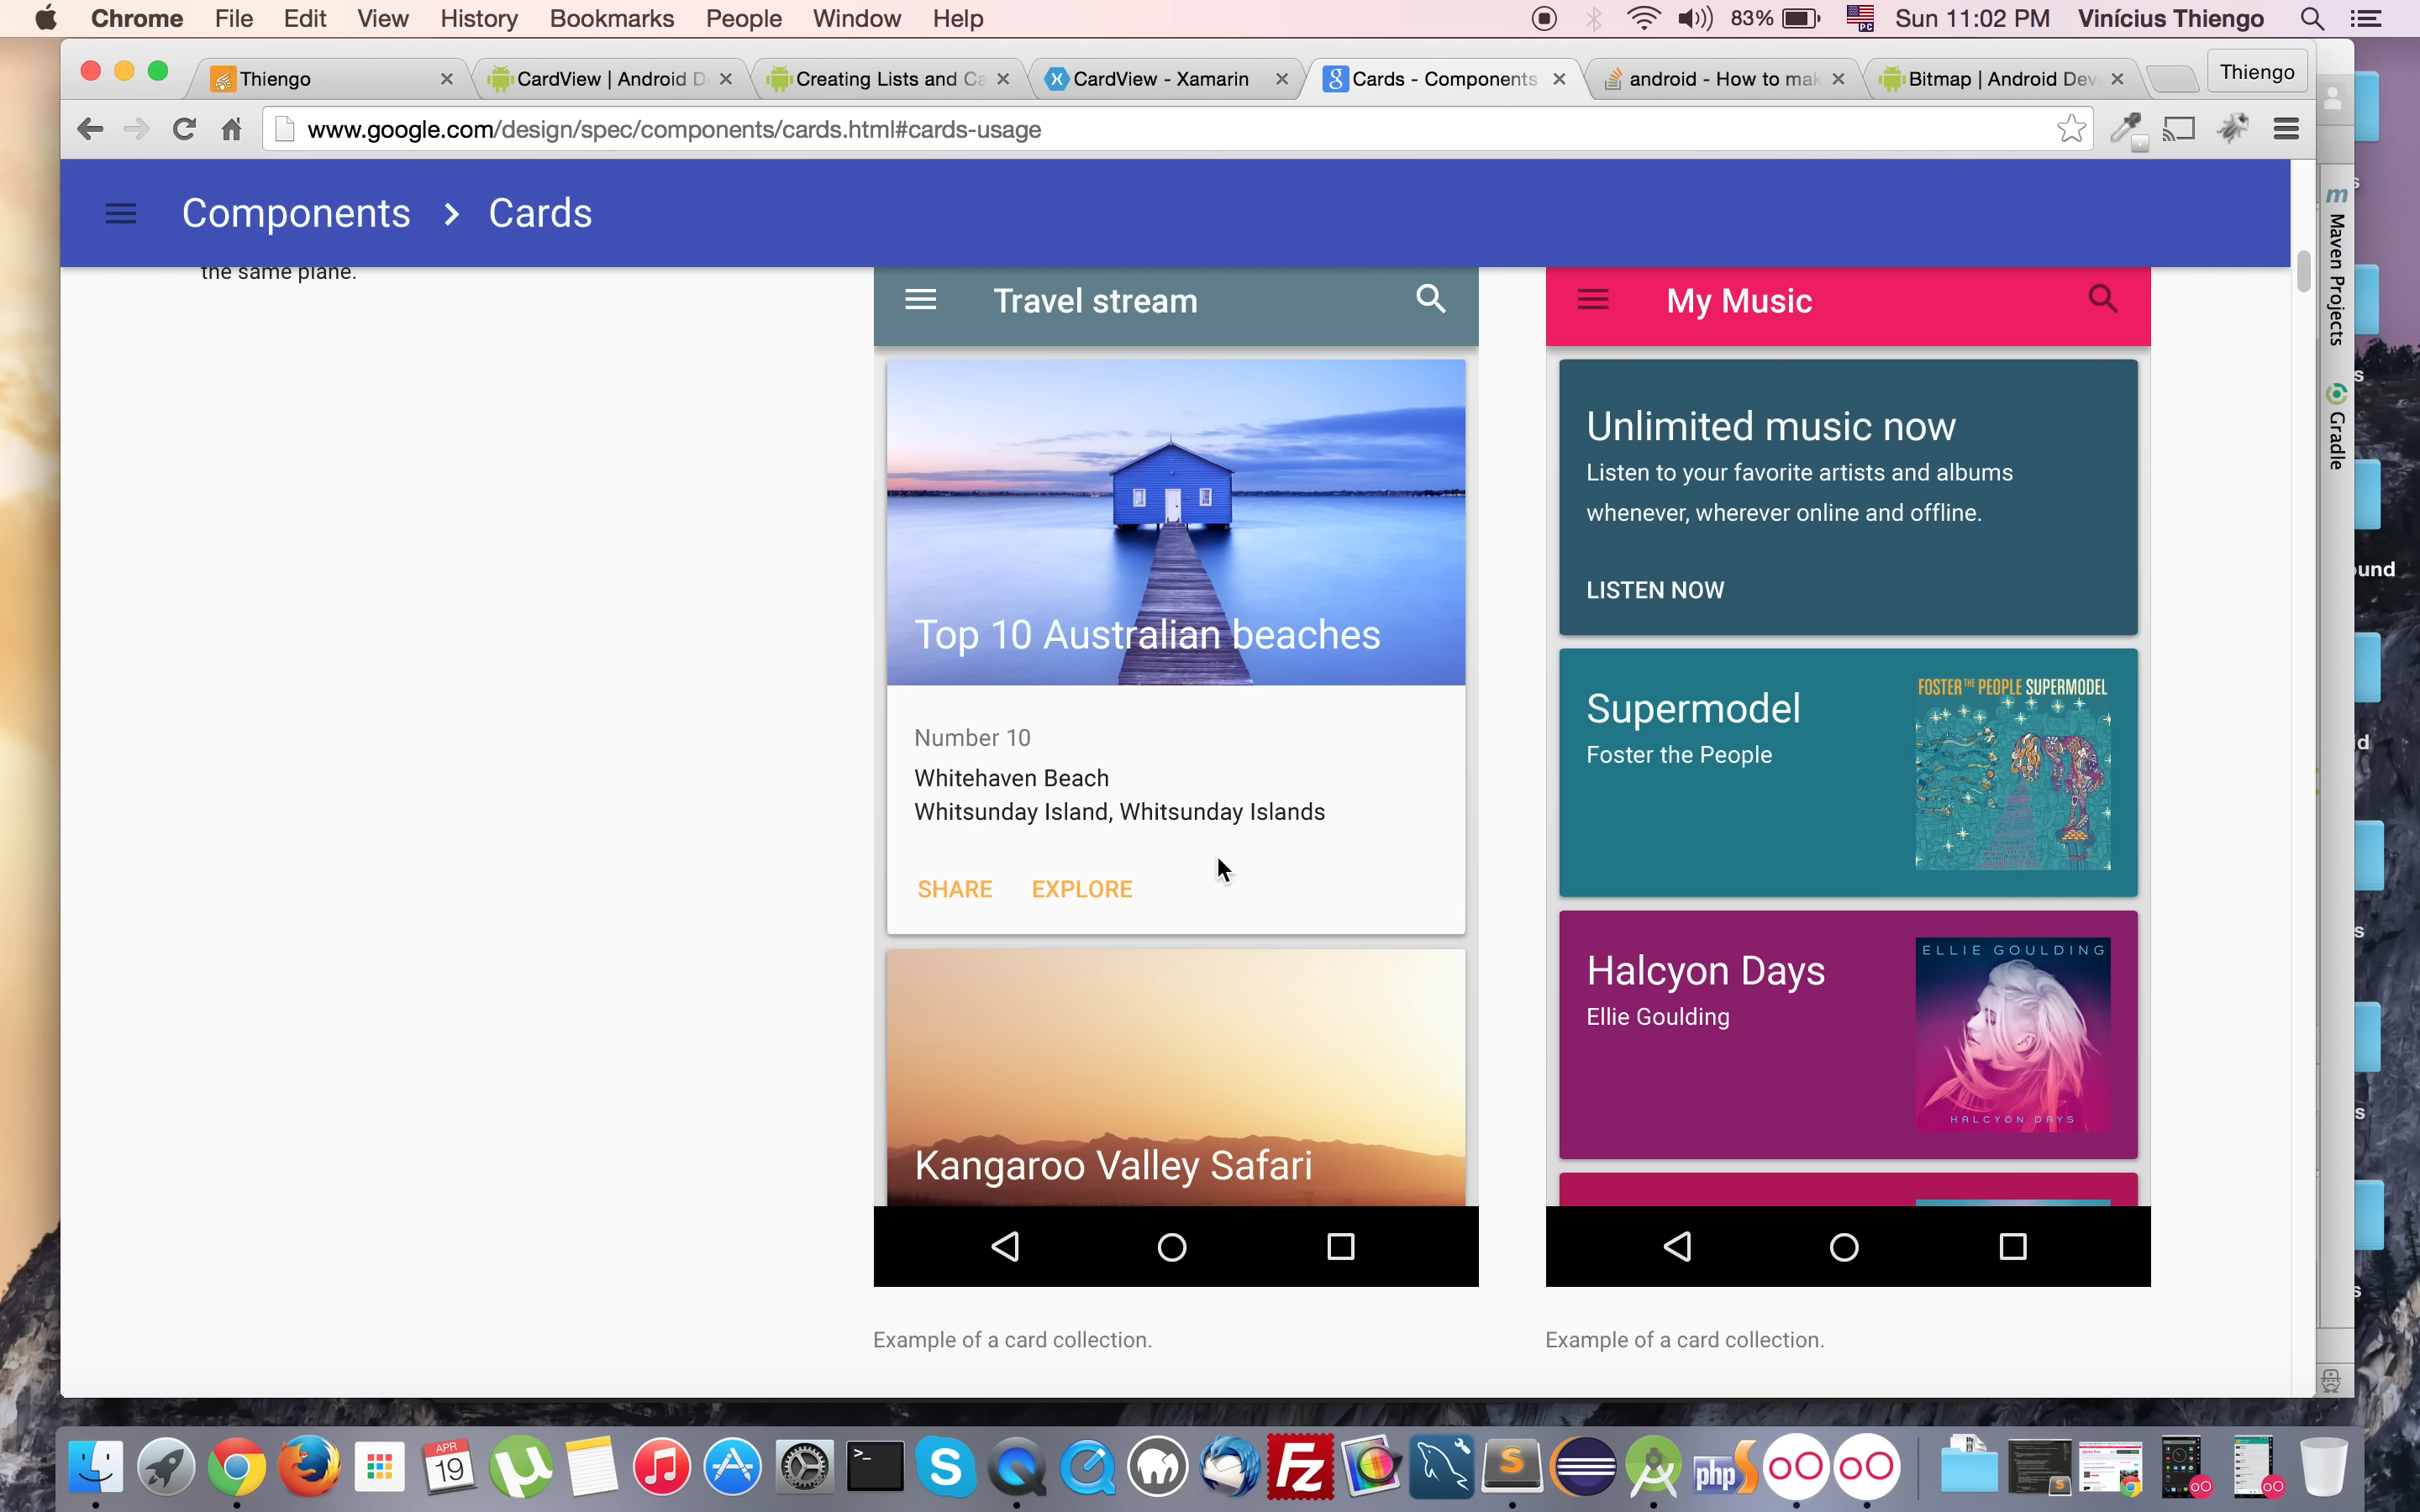 Chrome File Edit View History Bookmarks People Window Help 83% Sun 11:02 PM Vinícius Thiengo
Thiengo CardView | Android D Creating Lists and Ca CardView - Xamarin Cards - Components android - How to mak Bitmap | Android Dev Thiengo
www.google.com/design/spec/components/cards.html#cards-usage
Components > Cards
the same plane.
Travel stream
Top 10 Australian beaches
Number 10
Whitehaven Beach
Whitsunday Island, Whitsunday Islands
SHARE EXPLORE
Kangaroo Valley Safari
Example of a card collection.
My Music
Unlimited music now
Listen to your favorite artists and albums
whenever, wherever online and offline.
LISTEN NOW
Supermodel
Foster the People
FOSTER THE PEOPLE SUPERMODEL
Halcyon Days
Ellie Goulding
ELLIE GOULDING
HALCYON DAYS
Example of a card collection.
m Maven Projects
Gradle
s
s
ound
d
s
s
s
APR
19
php